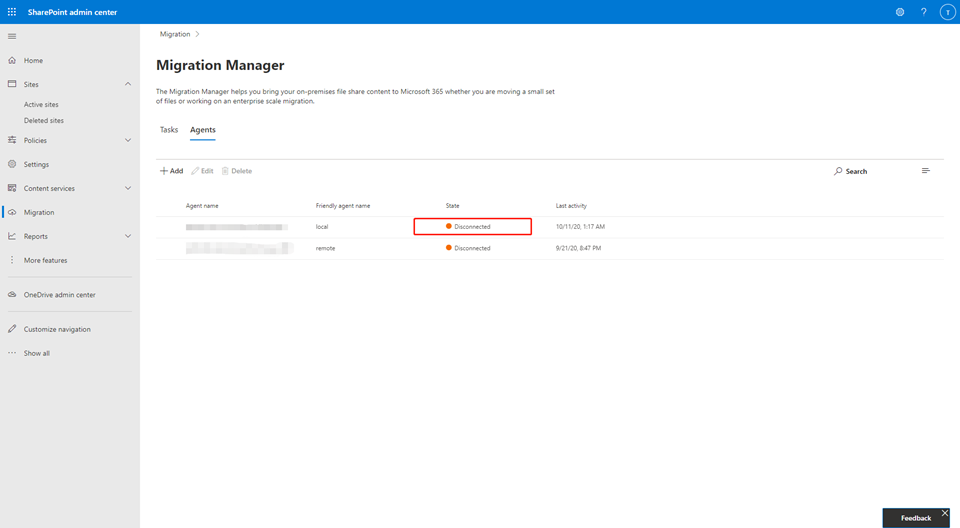 SharePoint admin center
?
T
Migration
Home
Migration Manager
Sites
The Migration Manager helps you bring your on-premises file share content to Microsoft 365 whether you are moving a small set
of files or working on an enterprise scale migration.
Active sites
Deleted sites
Tasks Agents
Policies
Settings
+ Add Edit Delete Search
Content services
Agent name Friendly agent name State Last activity
Migration
local Disconnected 10/11/20, 1:17 AM
Reports
remote Disconnected 9/21/20, 8:47 PM
More features
OneDrive admin center
Customize navigation
Show all
Feedback